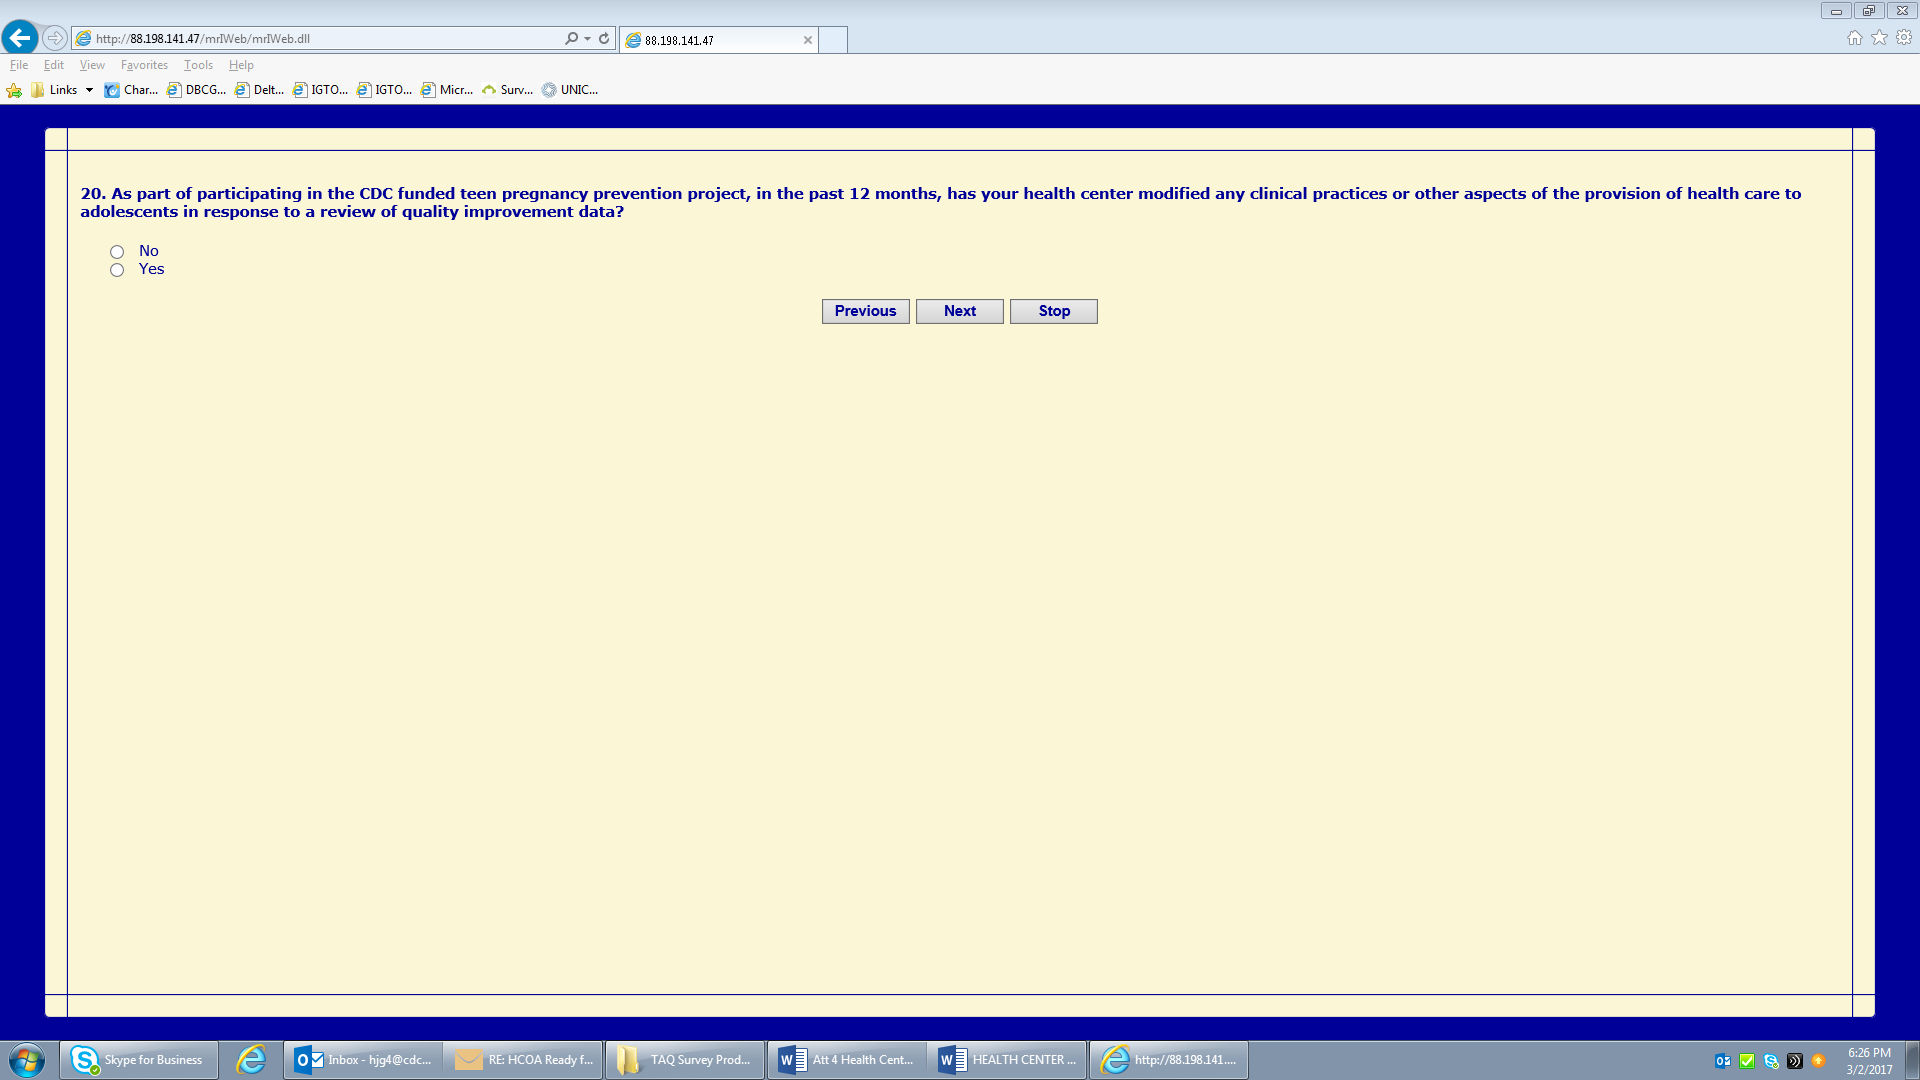 http://88.198.141.47/mrIWeb/mrIWeb.dll
88.198.141.47
File Edit View Favorites Tools Help
Links Char... DBCG... Delt... IGTO... IGTO... Micr... Surv... UNIC...
20. As part of participating in the CDC funded teen pregnancy prevention project, in the past 12 months, has your health center modified any clinical practices or other aspects of the provision of health care to
adolescents in response to a review of quality improvement data?
No
Yes
Previous Next Stop
Skype for Business Inbox - hjg4@cdc... RE: HCOA Ready f... TAQ Survey Prod... Att 4 Health Cent... HEALTH CENTER ... http://88.198.141....
6:26 PM
3/2/2017